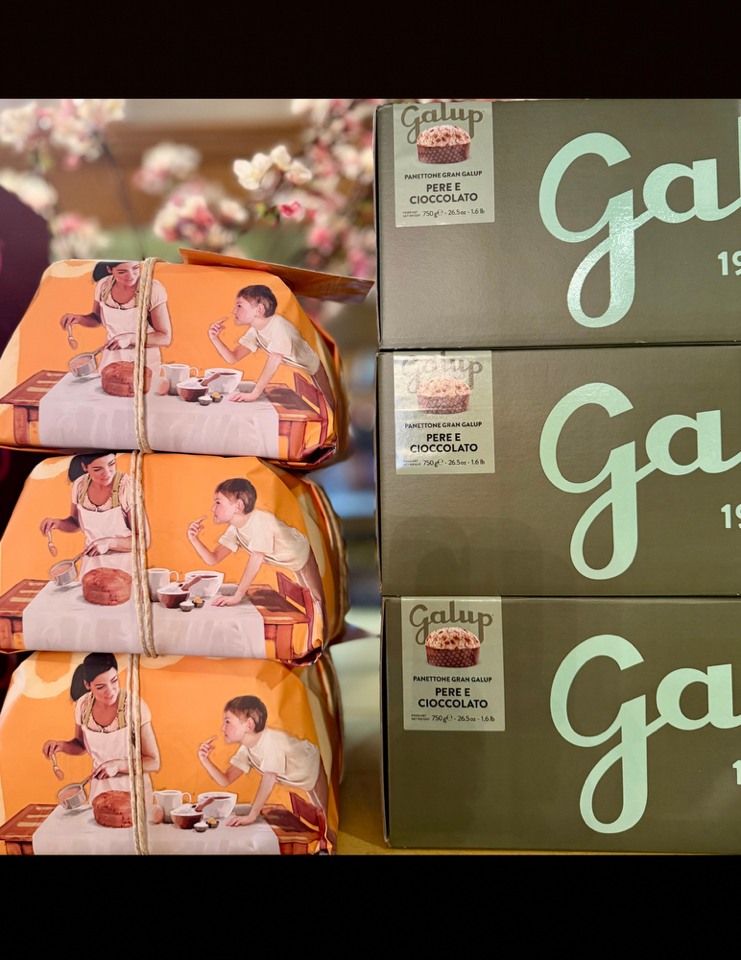 Galup
PANETTONE GRAN GALUP
PERE E
CIOCCOLATO
750 g℮ - 26.5 oz - 1.6 lb
Gal
19
Galup
PANETTONE GRAN GALUP
PERE E
CIOCCOLATO
750 g℮ - 26.5 oz - 1.6 lb
Ga
19
Galup
PANETTONE GRAN GALUP
PERE E
CIOCCOLATO
750 g℮ - 26.5 oz - 1.6 lb
Ga
1